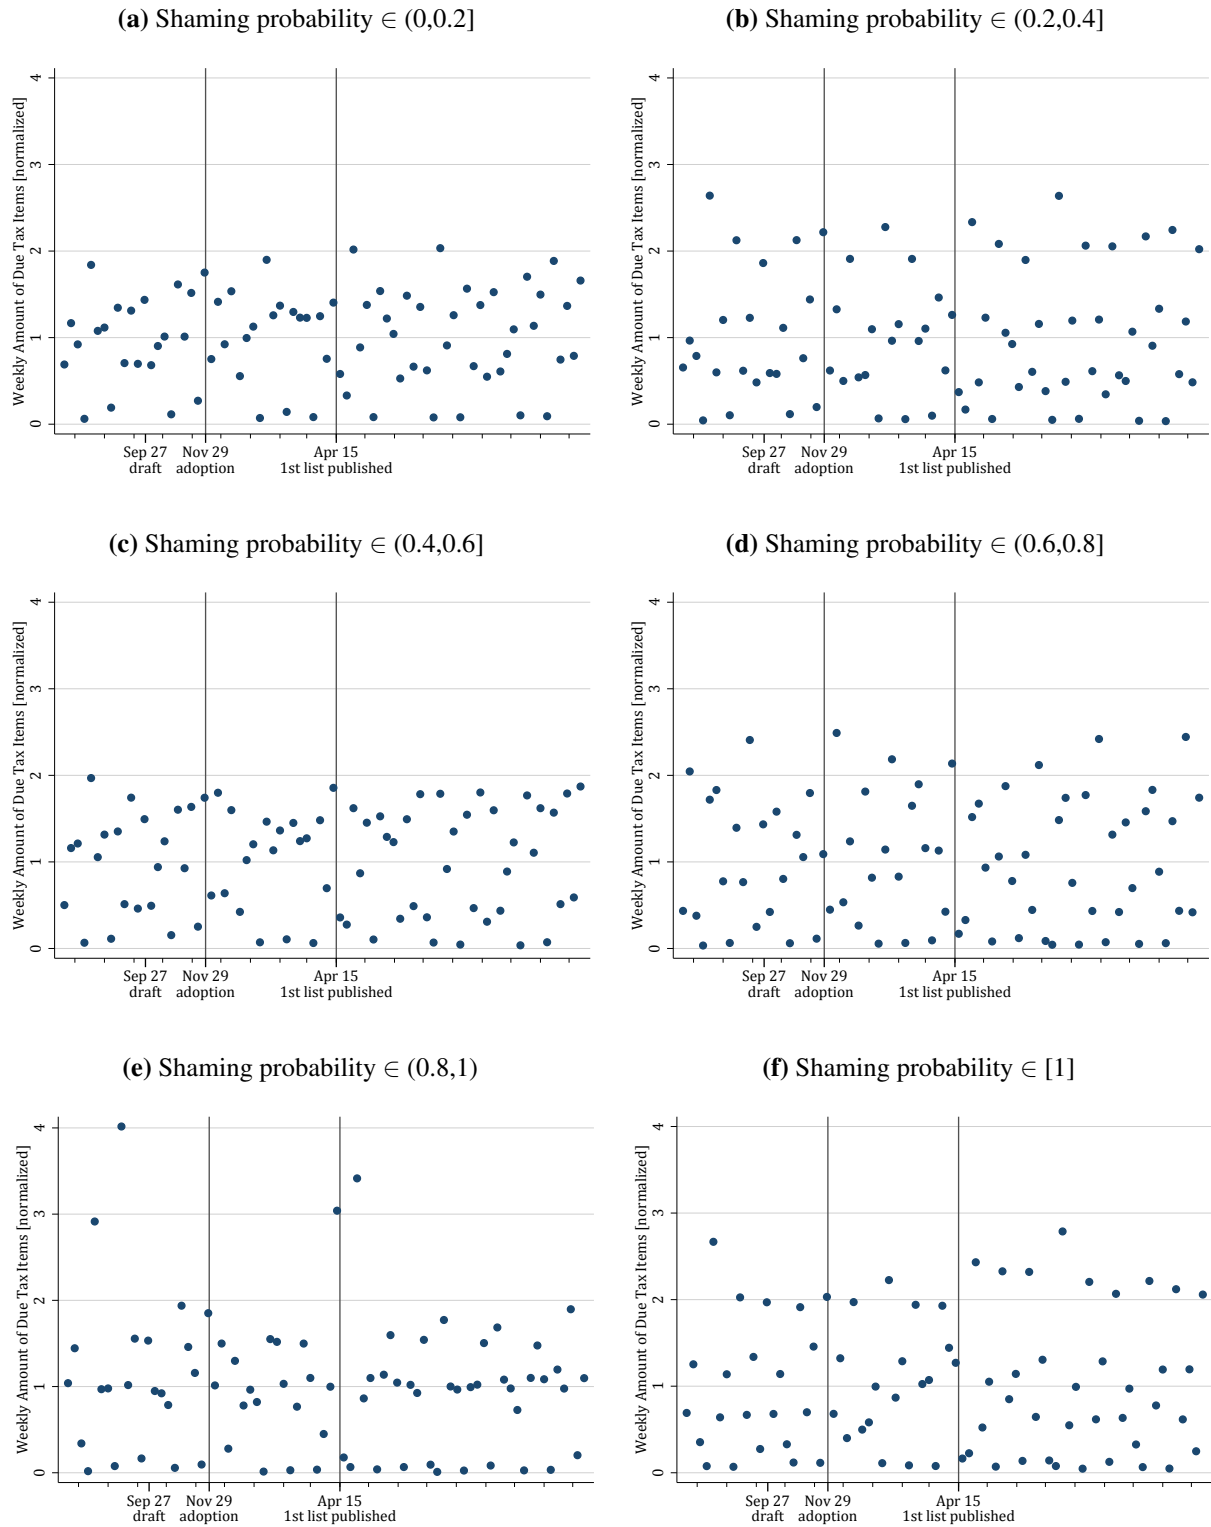 (a) Shaming probability ∈ (0,0.2]
Weekly Amount of Due Tax Items [normalized]
4
3
2
1
0
Sep 27
draft
Nov 29
adoption
Apr 15
1st list published
(b) Shaming probability ∈ (0.2,0.4]
Weekly Amount of Due Tax Items [normalized]
4
3
2
1
0
Sep 27
draft
Nov 29
adoption
Apr 15
1st list published
(c) Shaming probability ∈ (0.4,0.6]
Weekly Amount of Due Tax Items [normalized]
4
3
2
1
0
Sep 27
draft
Nov 29
adoption
Apr 15
1st list published
(d) Shaming probability ∈ (0.6,0.8]
Weekly Amount of Due Tax Items [normalized]
4
3
2
1
0
Sep 27
draft
Nov 29
adoption
Apr 15
1st list published
(e) Shaming probability ∈ (0.8,1)
Weekly Amount of Due Tax Items [normalized]
4
3
2
1
0
Sep 27
draft
Nov 29
adoption
Apr 15
1st list published
(f) Shaming probability ∈ [1]
Weekly Amount of Due Tax Items [normalized]
4
3
2
1
0
Sep 27
draft
Nov 29
adoption
Apr 15
1st list published